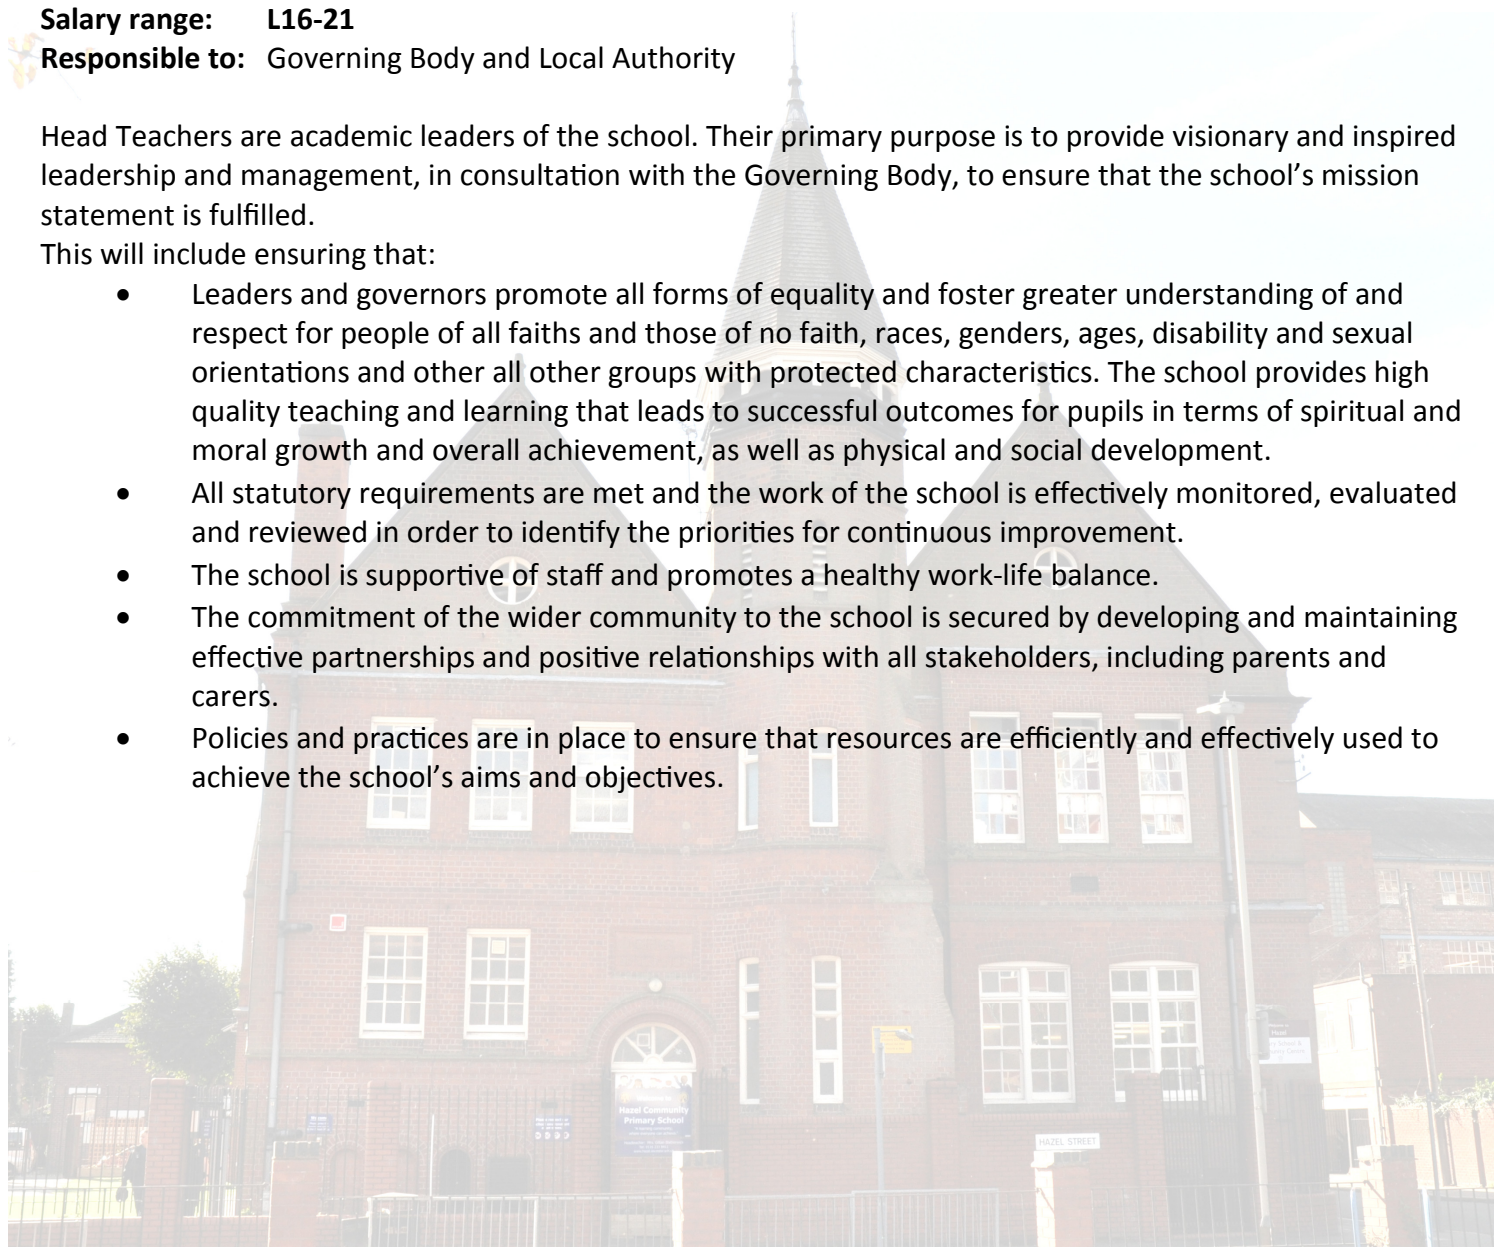 Salary range: L16-21
Responsible to: Governing Body and Local Authority
Head Teachers are academic leaders of the school. Their primary purpose is to provide visionary and inspired
leadership and management, in consultation with the Governing Body, to ensure that the school’s mission
statement is fulfilled.
This will include ensuring that:
• Leaders and governors promote all forms of equality and foster greater understanding of and
respect for people of all faiths and those of no faith, races, genders, ages, disability and sexual
orientations and other all other groups with protected characteristics. The school provides high
quality teaching and learning that leads to successful outcomes for pupils in terms of spiritual and
moral growth and overall achievement, as well as physical and social development.
• All statutory requirements are met and the work of the school is effectively monitored, evaluated
and reviewed in order to identify the priorities for continuous improvement.
• The school is supportive of staff and promotes a healthy work-life balance.
• The commitment of the wider community to the school is secured by developing and maintaining
effective partnerships and positive relationships with all stakeholders, including parents and
carers.
• Policies and practices are in place to ensure that resources are efficiently and effectively used to
achieve the school’s aims and objectives.
Hazel Community
Primary School
HAZEL STREET